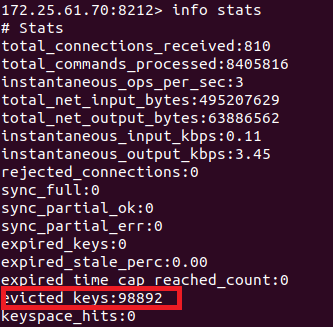 172.25.61.70:8212> info stats
# Stats
total_connections_received:810
total_commands_processed:8405816
instantaneous_ops_per_sec:3
total_net_input_bytes:495207629
total_net_output_bytes:63886562
instantaneous_input_kbps:0.11
instantaneous_output_kbps:3.45
rejected_connections:0
sync_full:0
sync_partial_ok:0
sync_partial_err:0
expired_keys:0
expired_stale_perc:0.00
expired_time_cap_reached_count:0
evicted_keys:98892
keyspace_hits:0